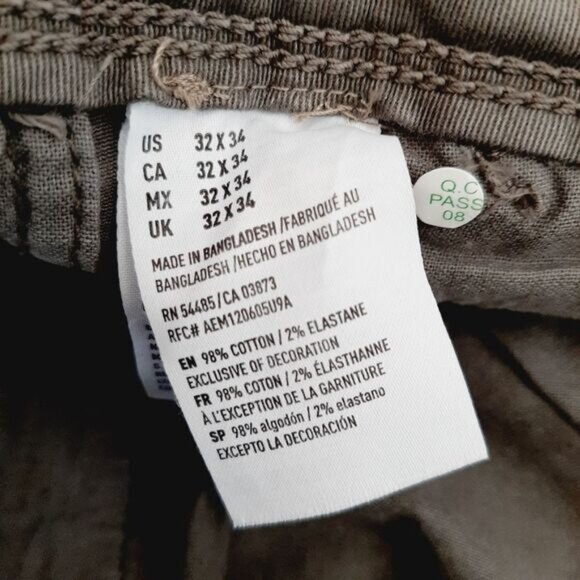 US 32 X 34
CA 32 X 34
MX 32 X 34
UK 32 X 34
MADE IN BANGLADESH /FABRIQUÉ AU
BANGLADESH /HECHO EN BANGLADESH
RN 54485 / CA 03873
RFC# AEM120605U9A
EN 98% COTTON / 2% ELASTANE
EXCLUSIVE OF DECORATION
FR 98% COTON / 2% ÉLASTHANNE
À L'EXCEPTION DE LA GARNITURE
SP 98% algodón / 2% elastano
EXCEPTO LA DECORACIÓN
Q.C
PASS
08